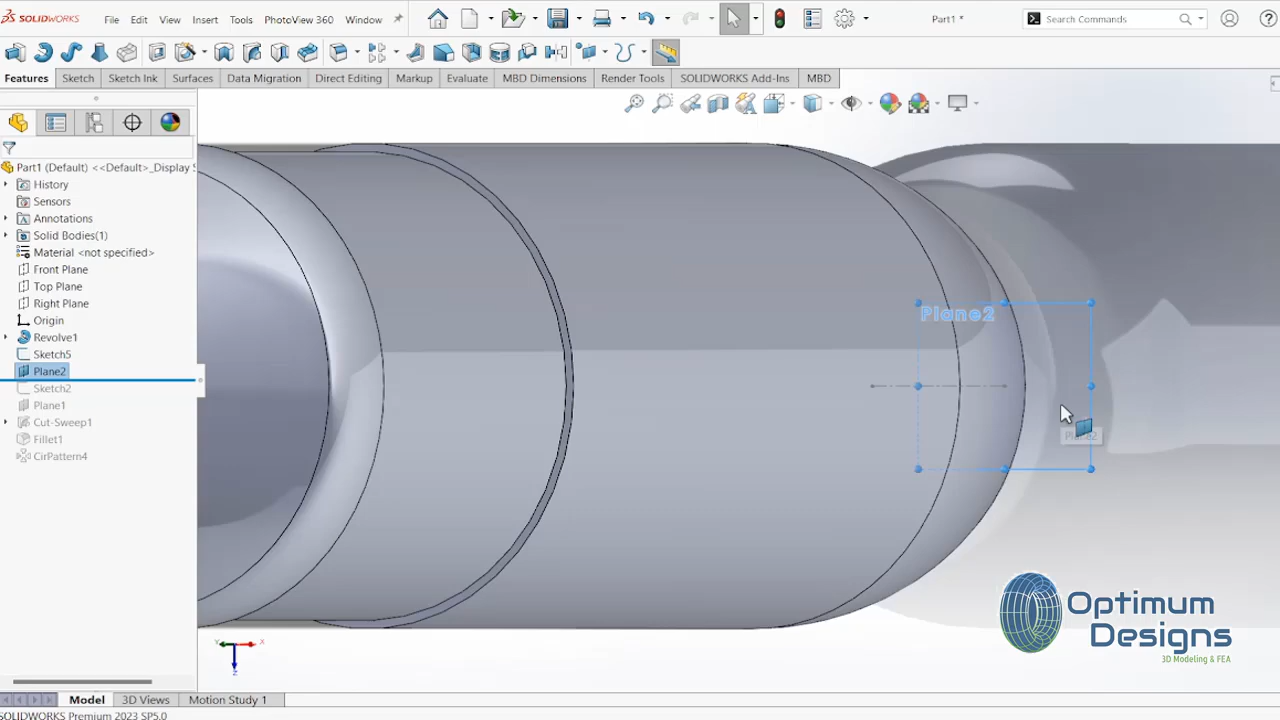 SOLIDWORKS
File
Edit
View
Insert
Tools
PhotoView 360
Window
Part1 *
Search Commands
Features
Sketch
Sketch Ink
Surfaces
Data Migration
Direct Editing
Markup
Evaluate
MBD Dimensions
Render Tools
SOLIDWORKS Add-Ins
MBD
Part1 (Default) <<Default>_Display S
History
Sensors
Annotations
Solid Bodies(1)
Material <not specified>
Front Plane
Top Plane
Right Plane
Origin
Revolve1
Sketch5
Plane2
Sketch2
Plane1
Cut-Sweep1
Fillet1
CirPattern4
Plane2
Plane2
Y
X
Z
Optimum
Designs
3D Modeling & FEA
Model
3D Views
Motion Study 1
SOLIDWORKS Premium 2023 SP5.0